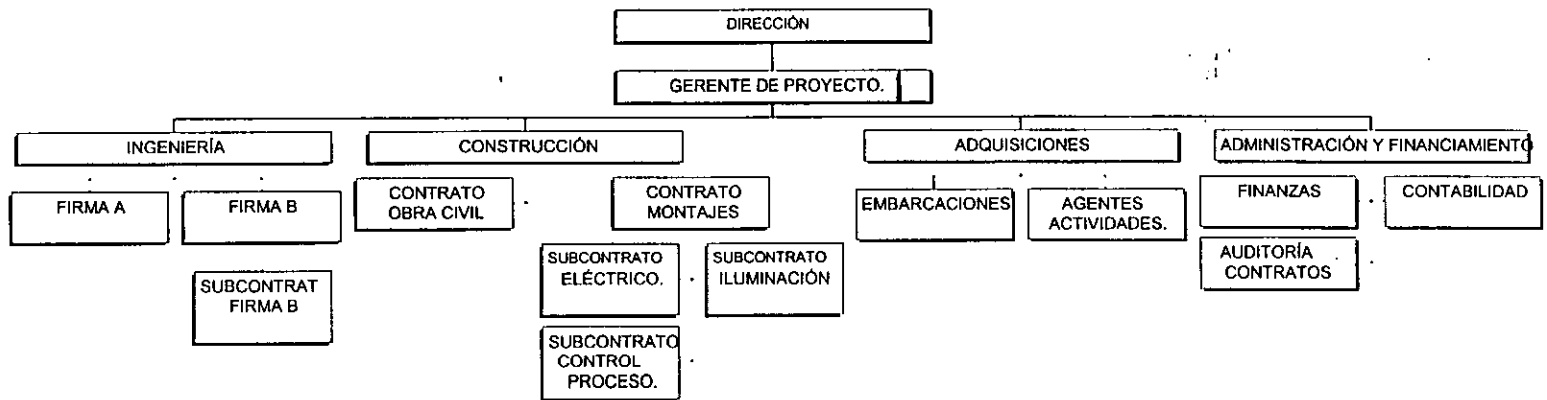 DIRECCIÓN
GERENTE DE PROYECTO.
INGENIERÍA
CONSTRUCCIÓN
ADQUISICIONES
ADMINISTRACIÓN Y FINANCIAMIENTO
FIRMA A
FIRMA B
CONTRATO
OBRA CIVIL
CONTRATO
MONTAJES
EMBARCACIONES
AGENTES
ACTIVIDADES.
FINANZAS
CONTABILIDAD
SUBCONTRAT
FIRMA B
SUBCONTRATO
ELÉCTRICO.
SUBCONTRATO
ILUMINACIÓN
AUDITORÍA
CONTRATOS
SUBCONTRATO
CONTROL
PROCESO.